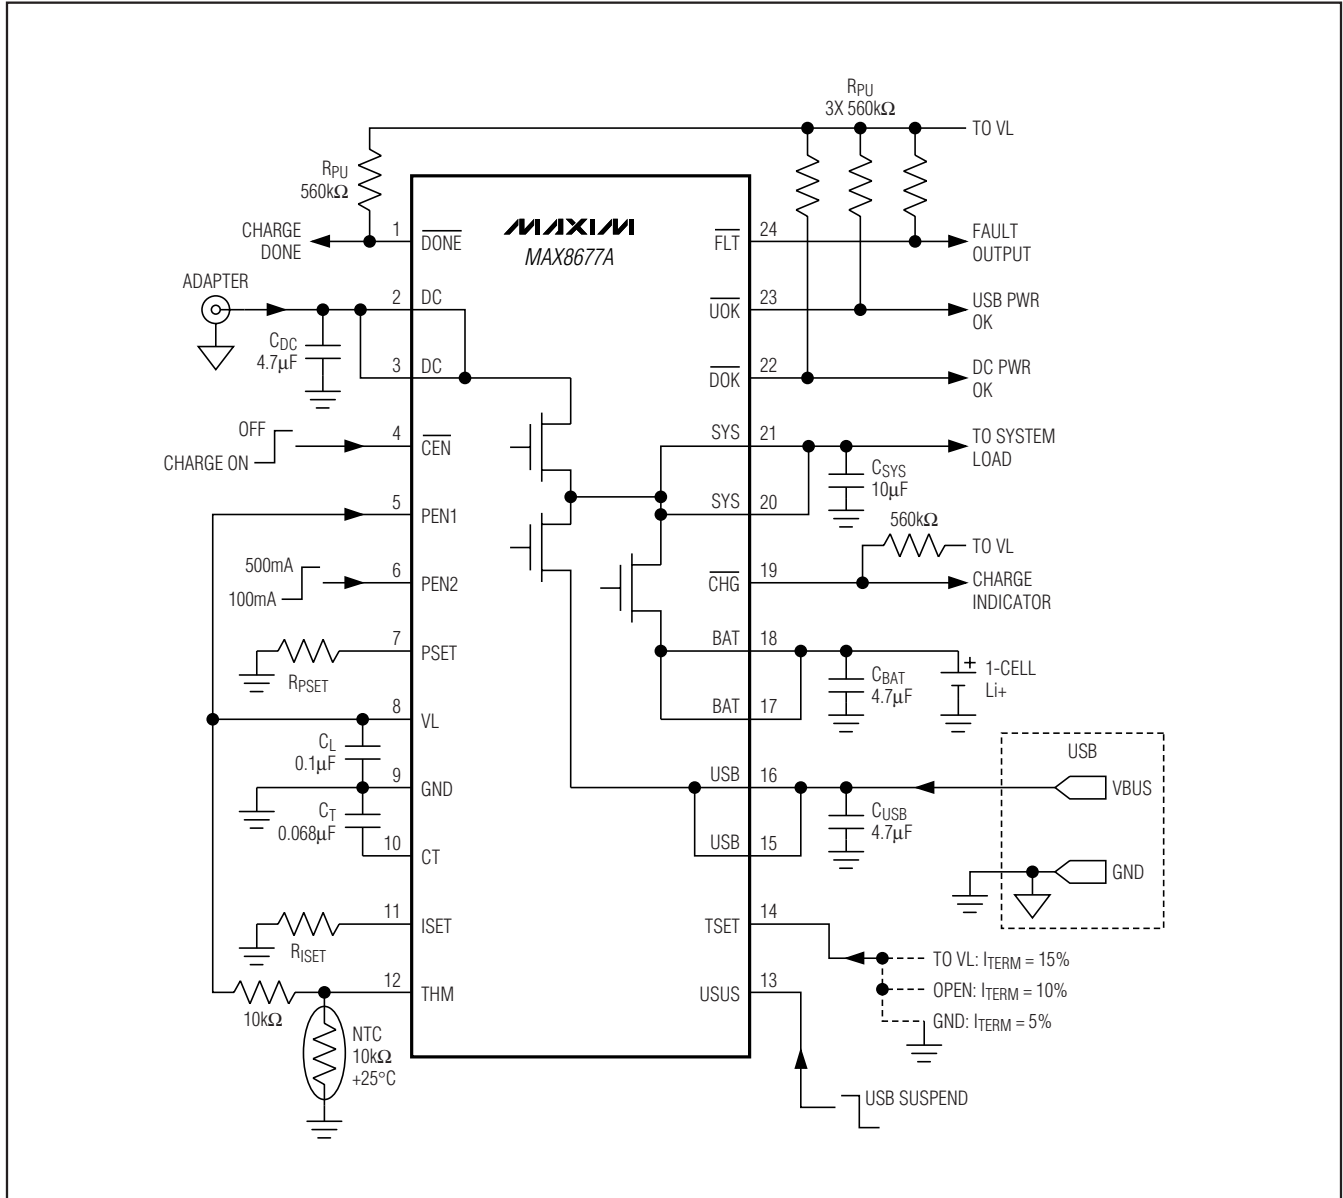 RPU
3X 560kΩ
TO VL
RPU
560kΩ
CHARGE
DONE
1
DONE
MAXIM
MAX8677A
FLT
24
FAULT
OUTPUT
ADAPTER
2
DC
UOK
23
USB PWR
OK
CDC
4.7µF
3
DC
DOK
22
DC PWR
OK
OFF
CHARGE ON
4
CEN
SYS
21
TO SYSTEM
LOAD
CSYS
10µF
5
PEN1
SYS
20
560kΩ
TO VL
500mA
100mA
6
PEN2
CHG
19
CHARGE
INDICATOR
7
PSET
RPSET
BAT
18
CBAT
4.7µF
+
1-CELL
Li+
8
VL
BAT
17
CL
0.1µF
9
GND
USB
16
USB
VBUS
CT
0.068µF
10
CT
USB
15
CUSB
4.7µF
GND
11
ISET
RISET
TSET
14
TO VL: ITERM = 15%
OPEN: ITERM = 10%
GND: ITERM = 5%
12
THM
10kΩ
USUS
13
NTC
10kΩ
+25°C
USB SUSPEND